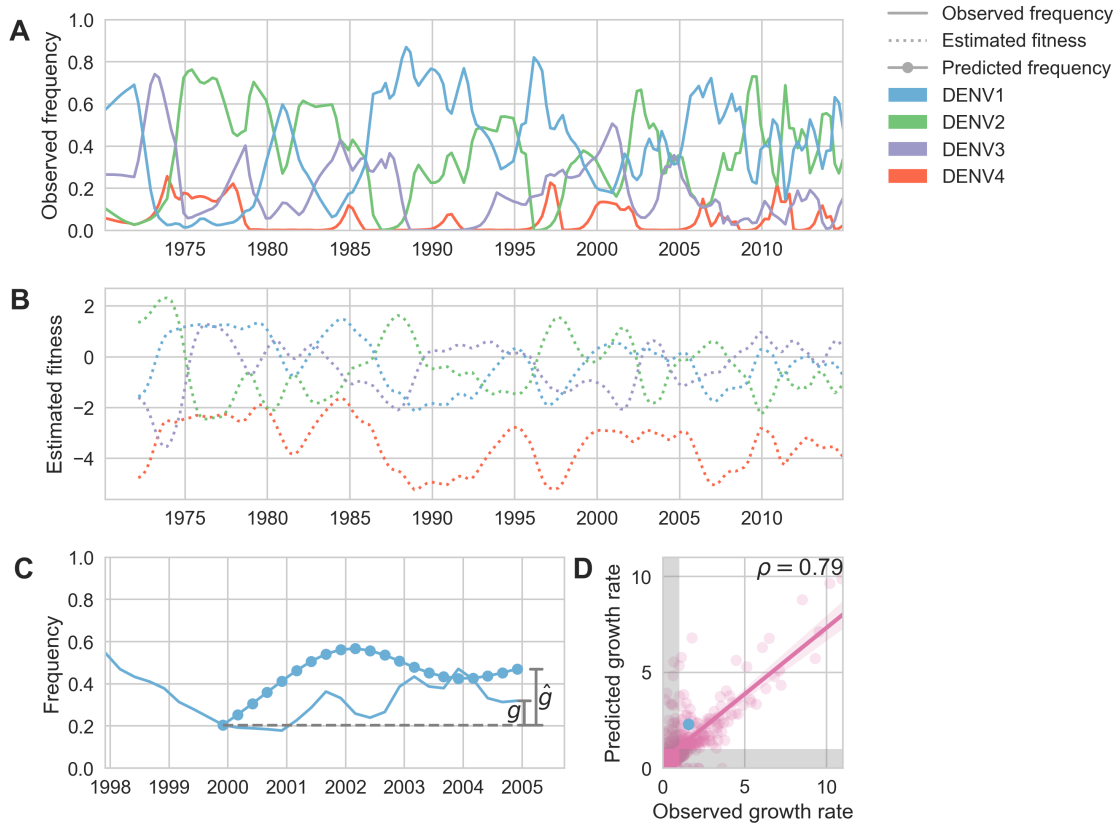 A
Observed frequency
1.0
0.8
0.6
0.4
0.2
0.0
1975 1980 1985 1990 1995 2000 2005 2010
Observed frequency
Estimated fitness
Predicted frequency
DENV1
DENV2
DENV3
DENV4
B
Estimated fitness
2
0
−2
−4
1975 1980 1985 1990 1995 2000 2005 2010
C
Frequency
1.0
0.8
0.6
0.4
0.2
0.0
g
ĝ
1998 1999 2000 2001 2002 2003 2004 2005
D
Predicted growth rate
ρ = 0.79
10
5
0
0 5 10
Observed growth rate